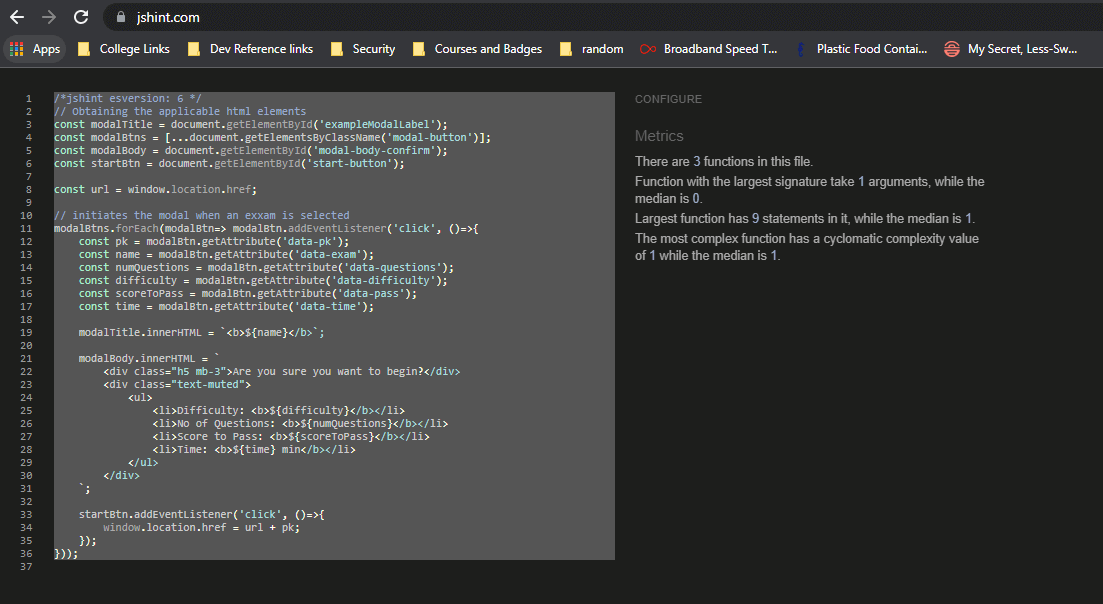 jshint.com
Apps College Links Dev Reference links Security Courses and Badges random Broadband Speed T... Plastic Food Contai... My Secret, Less-Sw...
1 /*jshint esversion: 6 */
2 // Obtaining the applicable html elements
3 const modalTitle = document.getElementById('exampleModalLabel');
4 const modalBtns = [...document.getElementsByClassName('modal-button')];
5 const modalBody = document.getElementById('modal-body-confirm');
6 const startBtn = document.getElementById('start-button');
7
8 const url = window.location.href;
9
10 // initiates the modal when an exxam is selected
11 modalBtns.forEach(modalBtn=> modalBtn.addEventListener('click', ()=>{
12     const pk = modalBtn.getAttribute('data-pk');
13     const name = modalBtn.getAttribute('data-exam');
14     const numQuestions = modalBtn.getAttribute('data-questions');
15     const difficulty = modalBtn.getAttribute('data-difficulty');
16     const scoreToPass = modalBtn.getAttribute('data-pass');
17     const time = modalBtn.getAttribute('data-time');
18
19     modalTitle.innerHTML = `<b>${name}</b>`;
20
21     modalBody.innerHTML = `
22         <div class="h5 mb-3">Are you sure you want to begin?</div>
23         <div class="text-muted">
24             <ul>
25                 <li>Difficulty: <b>${difficulty}</b></li>
26                 <li>No of Questions: <b>${numQuestions}</b></li>
27                 <li>Score to Pass: <b>${scoreToPass}</b></li>
28                 <li>Time: <b>${time} min</b></li>
29             </ul>
30         </div>
31     `;
32
33     startBtn.addEventListener('click', ()=>{
34         window.location.href = url + pk;
35     });
36 }));
37
CONFIGURE
Metrics
There are 3 functions in this file.
Function with the largest signature take 1 arguments, while the
median is 0.
Largest function has 9 statements in it, while the median is 1.
The most complex function has a cyclomatic complexity value
of 1 while the median is 1.